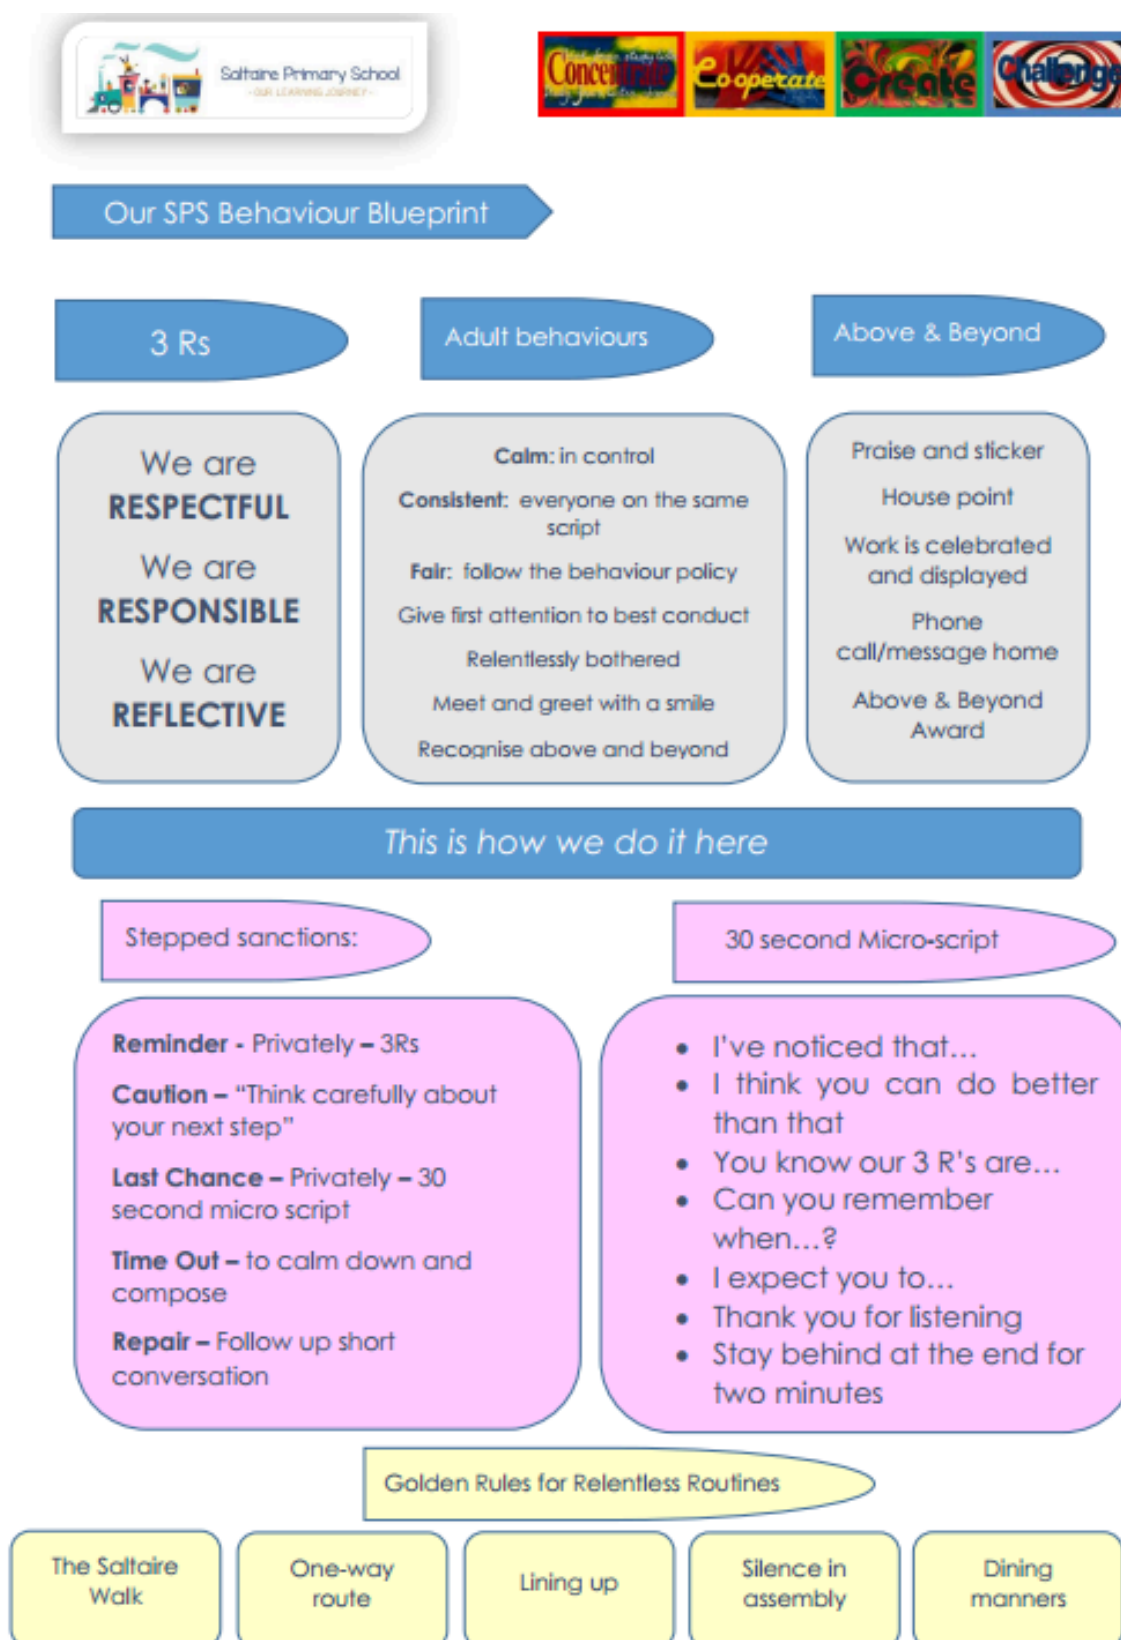 Saltaire Primary School
- OUR LEARNING JOURNEY -
Concentrate
Co-operate
Create
Challenge
Our SPS Behaviour Blueprint
3 Rs
Adult behaviours
Above & Beyond
We are
RESPECTFUL
We are
RESPONSIBLE
We are
REFLECTIVE
Calm: in control
Consistent: everyone on the same
script
Fair: follow the behaviour policy
Give first attention to best conduct
Relentlessly bothered
Meet and greet with a smile
Recognise above and beyond
Praise and sticker
House point
Work is celebrated
and displayed
Phone
call/message home
Above & Beyond
Award
This is how we do it here
Stepped sanctions:
30 second Micro-script
Reminder - Privately – 3Rs
Caution – “Think carefully about
your next step”
Last Chance – Privately – 30
second micro script
Time Out – to calm down and
compose
Repair – Follow up short
conversation
• I’ve noticed that…
• I think you can do better
than that
• You know our 3 R’s are…
• Can you remember
when…?
• I expect you to…
• Thank you for listening
• Stay behind at the end for
two minutes
Golden Rules for Relentless Routines
The Saltaire
Walk
One-way
route
Lining up
Silence in
assembly
Dining
manners